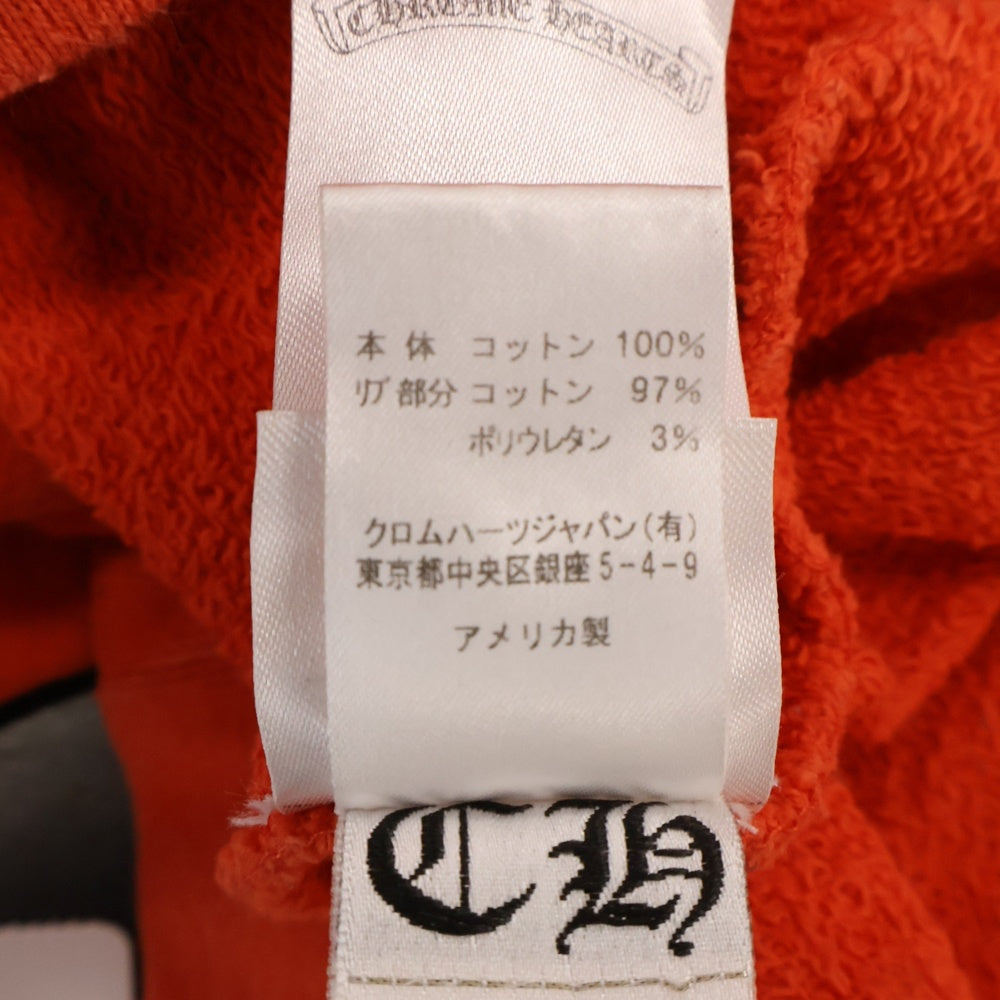 CHROME HEARTS
本体 コットン 100%
リブ部分 コットン 97%
ポリウレタン 3%
クロムハーツジャパン(有)
東京都中央区銀座5-4-9
アメリカ製
CH